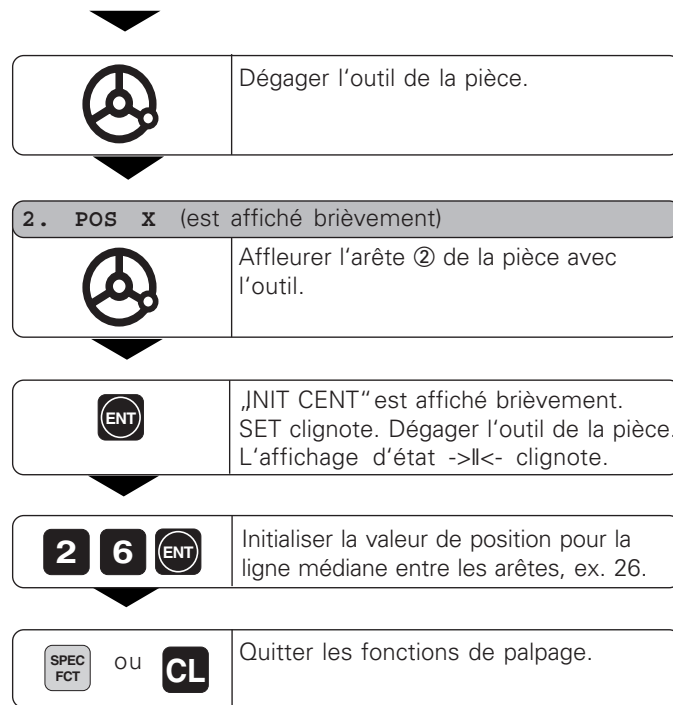 Dégager l‘outil de la pièce.
2. POS X (est affiché brièvement)
Affleurer l‘arête ② de la pièce avec
l‘outil.
ENT
„INIT CENT" est affiché brièvement.
SET clignote. Dégager l‘outil de la pièce.
L‘affichage d‘état ->‖<- clignote.
2 6 ENT
Initialiser la valeur de position pour la
ligne médiane entre les arêtes, ex. 26.
SPEC
FCT
ou CL
Quitter les fonctions de palpage.